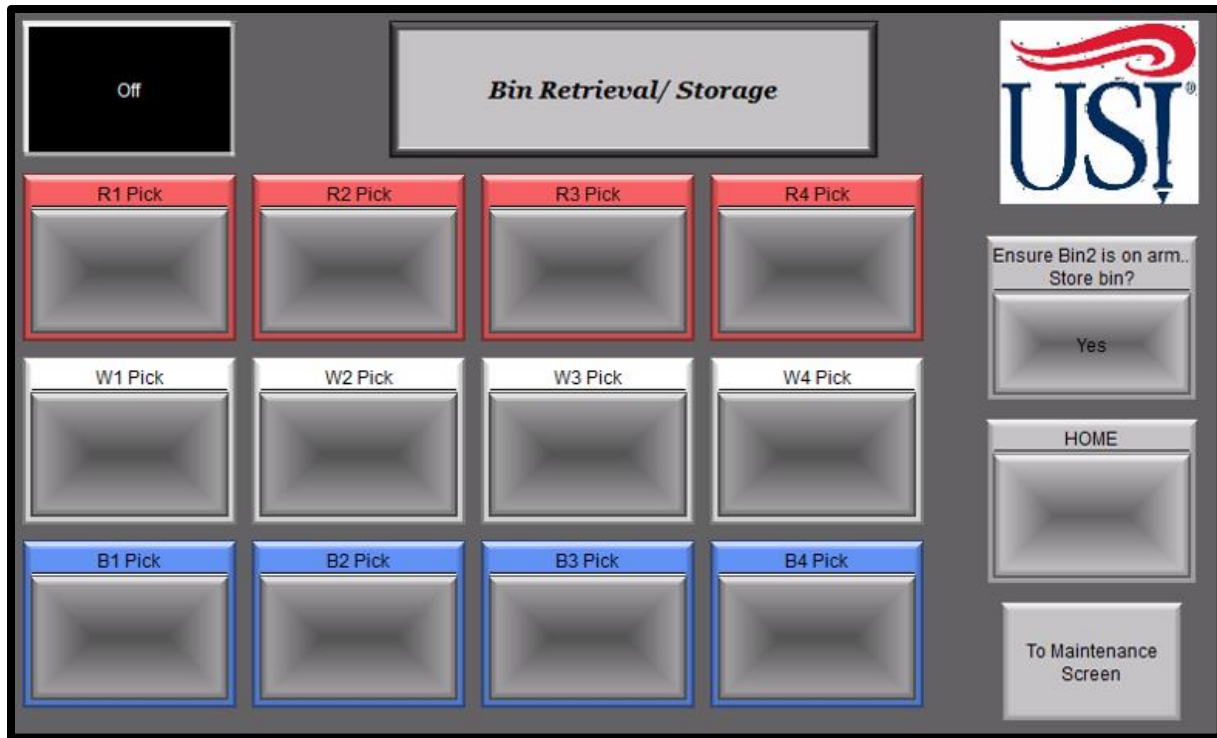 Off
Bin Retrieval/ Storage
USI®
R1 Pick
R2 Pick
R3 Pick
R4 Pick
Ensure Bin2 is on arm..
Store bin?
Yes
W1 Pick
W2 Pick
W3 Pick
W4 Pick
HOME
B1 Pick
B2 Pick
B3 Pick
B4 Pick
To Maintenance
Screen